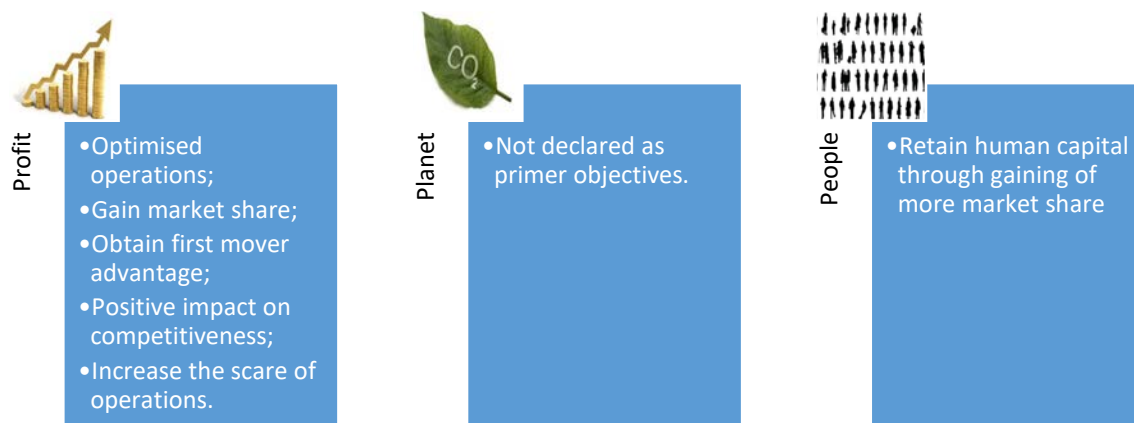 Profit
•Optimised
operations;
•Gain market share;
•Obtain first mover
advantage;
•Positive impact on
competitiveness;
•Increase the scare of
operations.
CO2
Planet
•Not declared as
primer objectives.
People
•Retain human capital
through gaining of
more market share